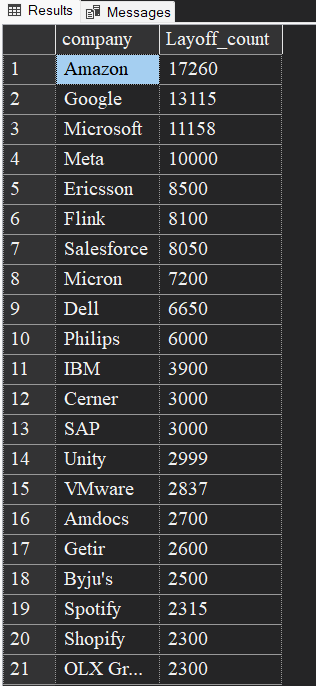 Results Messages
company Layoff_count
1 Amazon 17260
2 Google 13115
3 Microsoft 11158
4 Meta 10000
5 Ericsson 8500
6 Flink 8100
7 Salesforce 8050
8 Micron 7200
9 Dell 6650
10 Philips 6000
11 IBM 3900
12 Cerner 3000
13 SAP 3000
14 Unity 2999
15 VMware 2837
16 Amdocs 2700
17 Getir 2600
18 Byju's 2500
19 Spotify 2315
20 Shopify 2300
21 OLX Gr... 2300